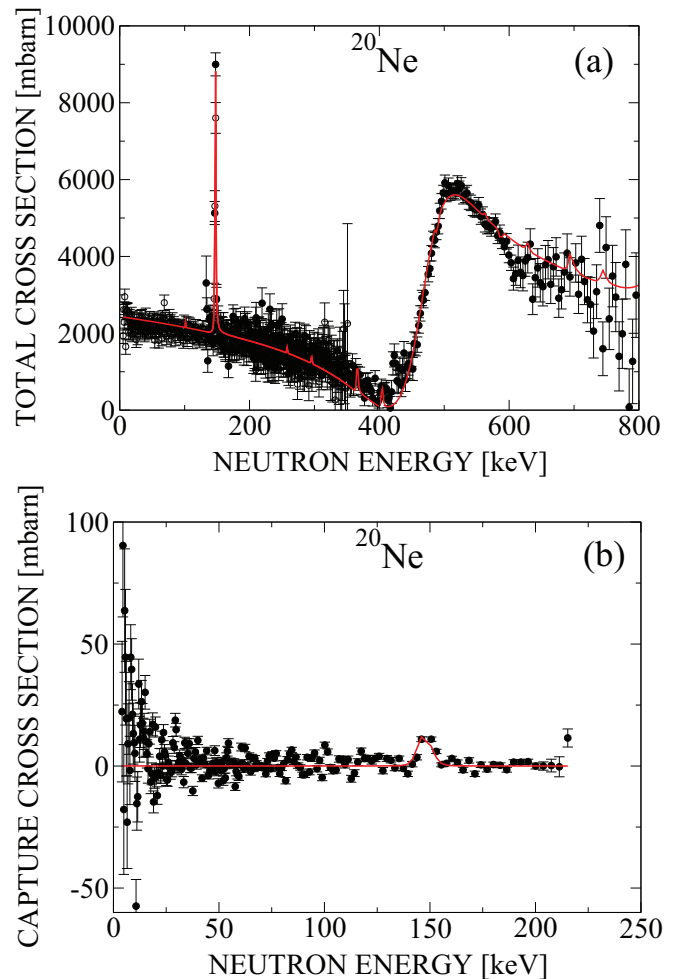 10000
8000
6000
4000
2000
0
TOTAL CROSS SECTION [mbarn]
20Ne
(a)
0 200 400 600 800
NEUTRON ENERGY [keV]
100
50
0
-50
CAPTURE CROSS SECTION [mbarn]
20Ne
(b)
0 50 100 150 200 250
NEUTRON ENERGY [keV]